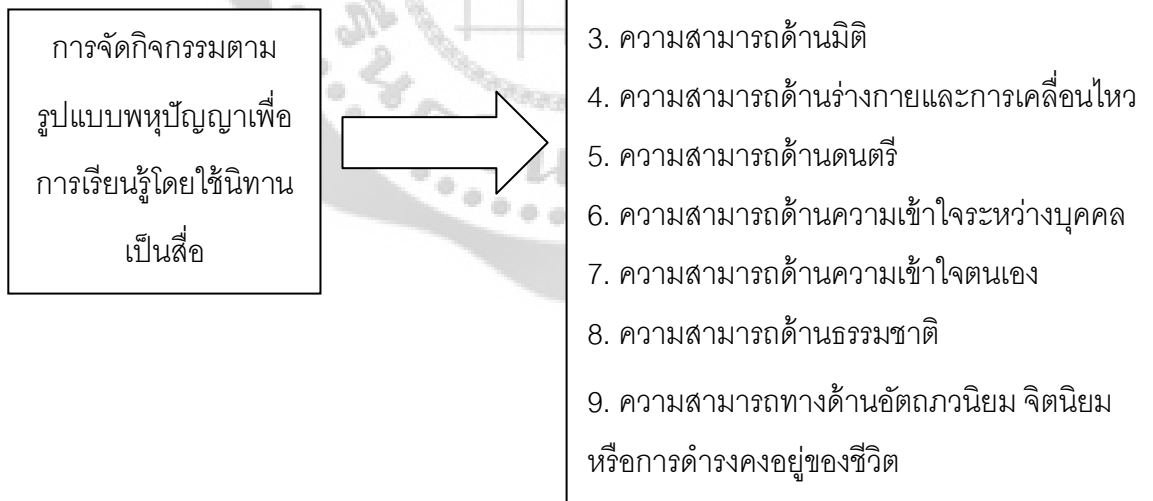 การจัดกิจกรรมตาม
รูปแบบพหุปัญญาเพื่อ
การเรียนรู้โดยใช้นิทาน
เป็นสื่อ
3. ความสามารถด้านมิติ
4. ความสามารถด้านร่างกายและการเคลื่อนไหว
5. ความสามารถด้านดนตรี
6. ความสามารถด้านความเข้าใจระหว่างบุคคล
7. ความสามารถด้านความเข้าใจตนเอง
8. ความสามารถด้านธรรมชาติ
9. ความสามารถทางด้านอัตถภวนิยม จิตนิยม
หรือการดำรงคงอยู่ของชีวิต